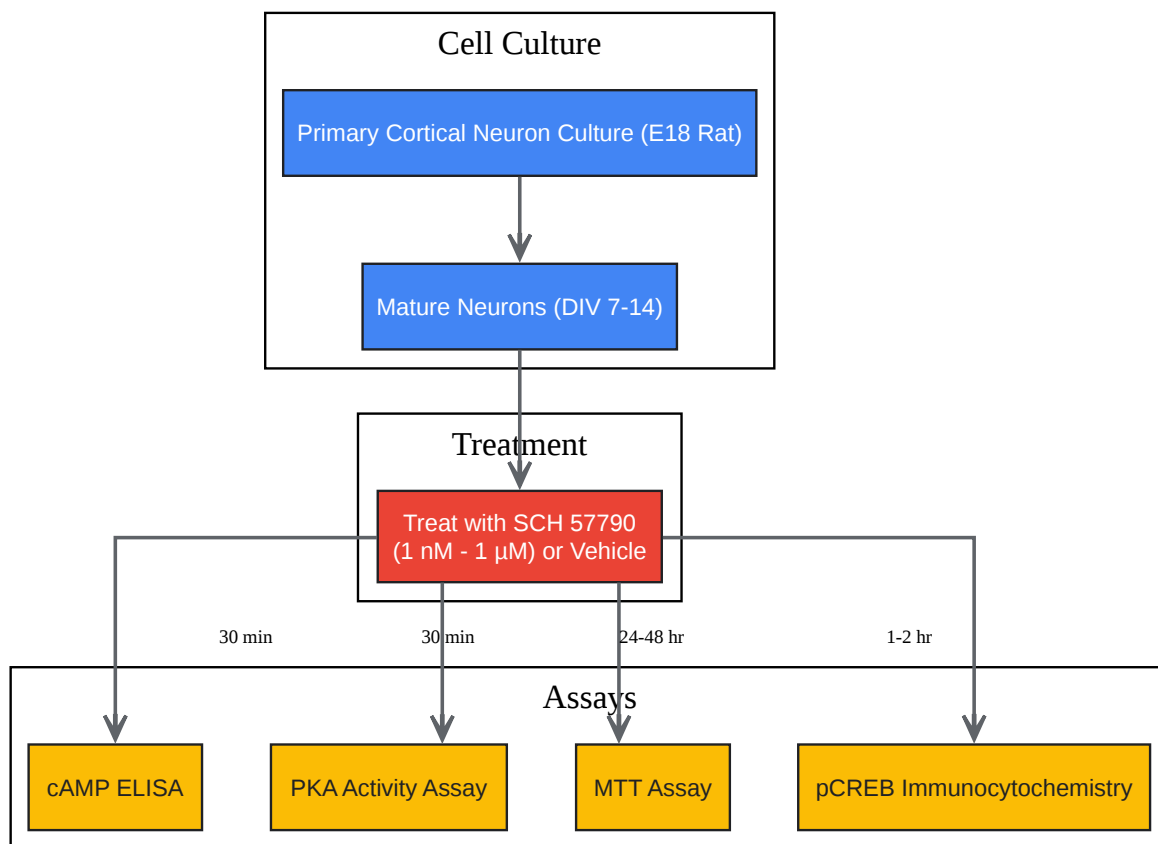 Cell Culture
Primary Cortical Neuron Culture (E18 Rat)
Mature Neurons (DIV 7-14)
Treatment
Treat with SCH 57790
(1 nM - 1 µM) or Vehicle
30 min
30 min
24-48 hr
1-2 hr
Assays
cAMP ELISA
PKA Activity Assay
MTT Assay
pCREB Immunocytochemistry